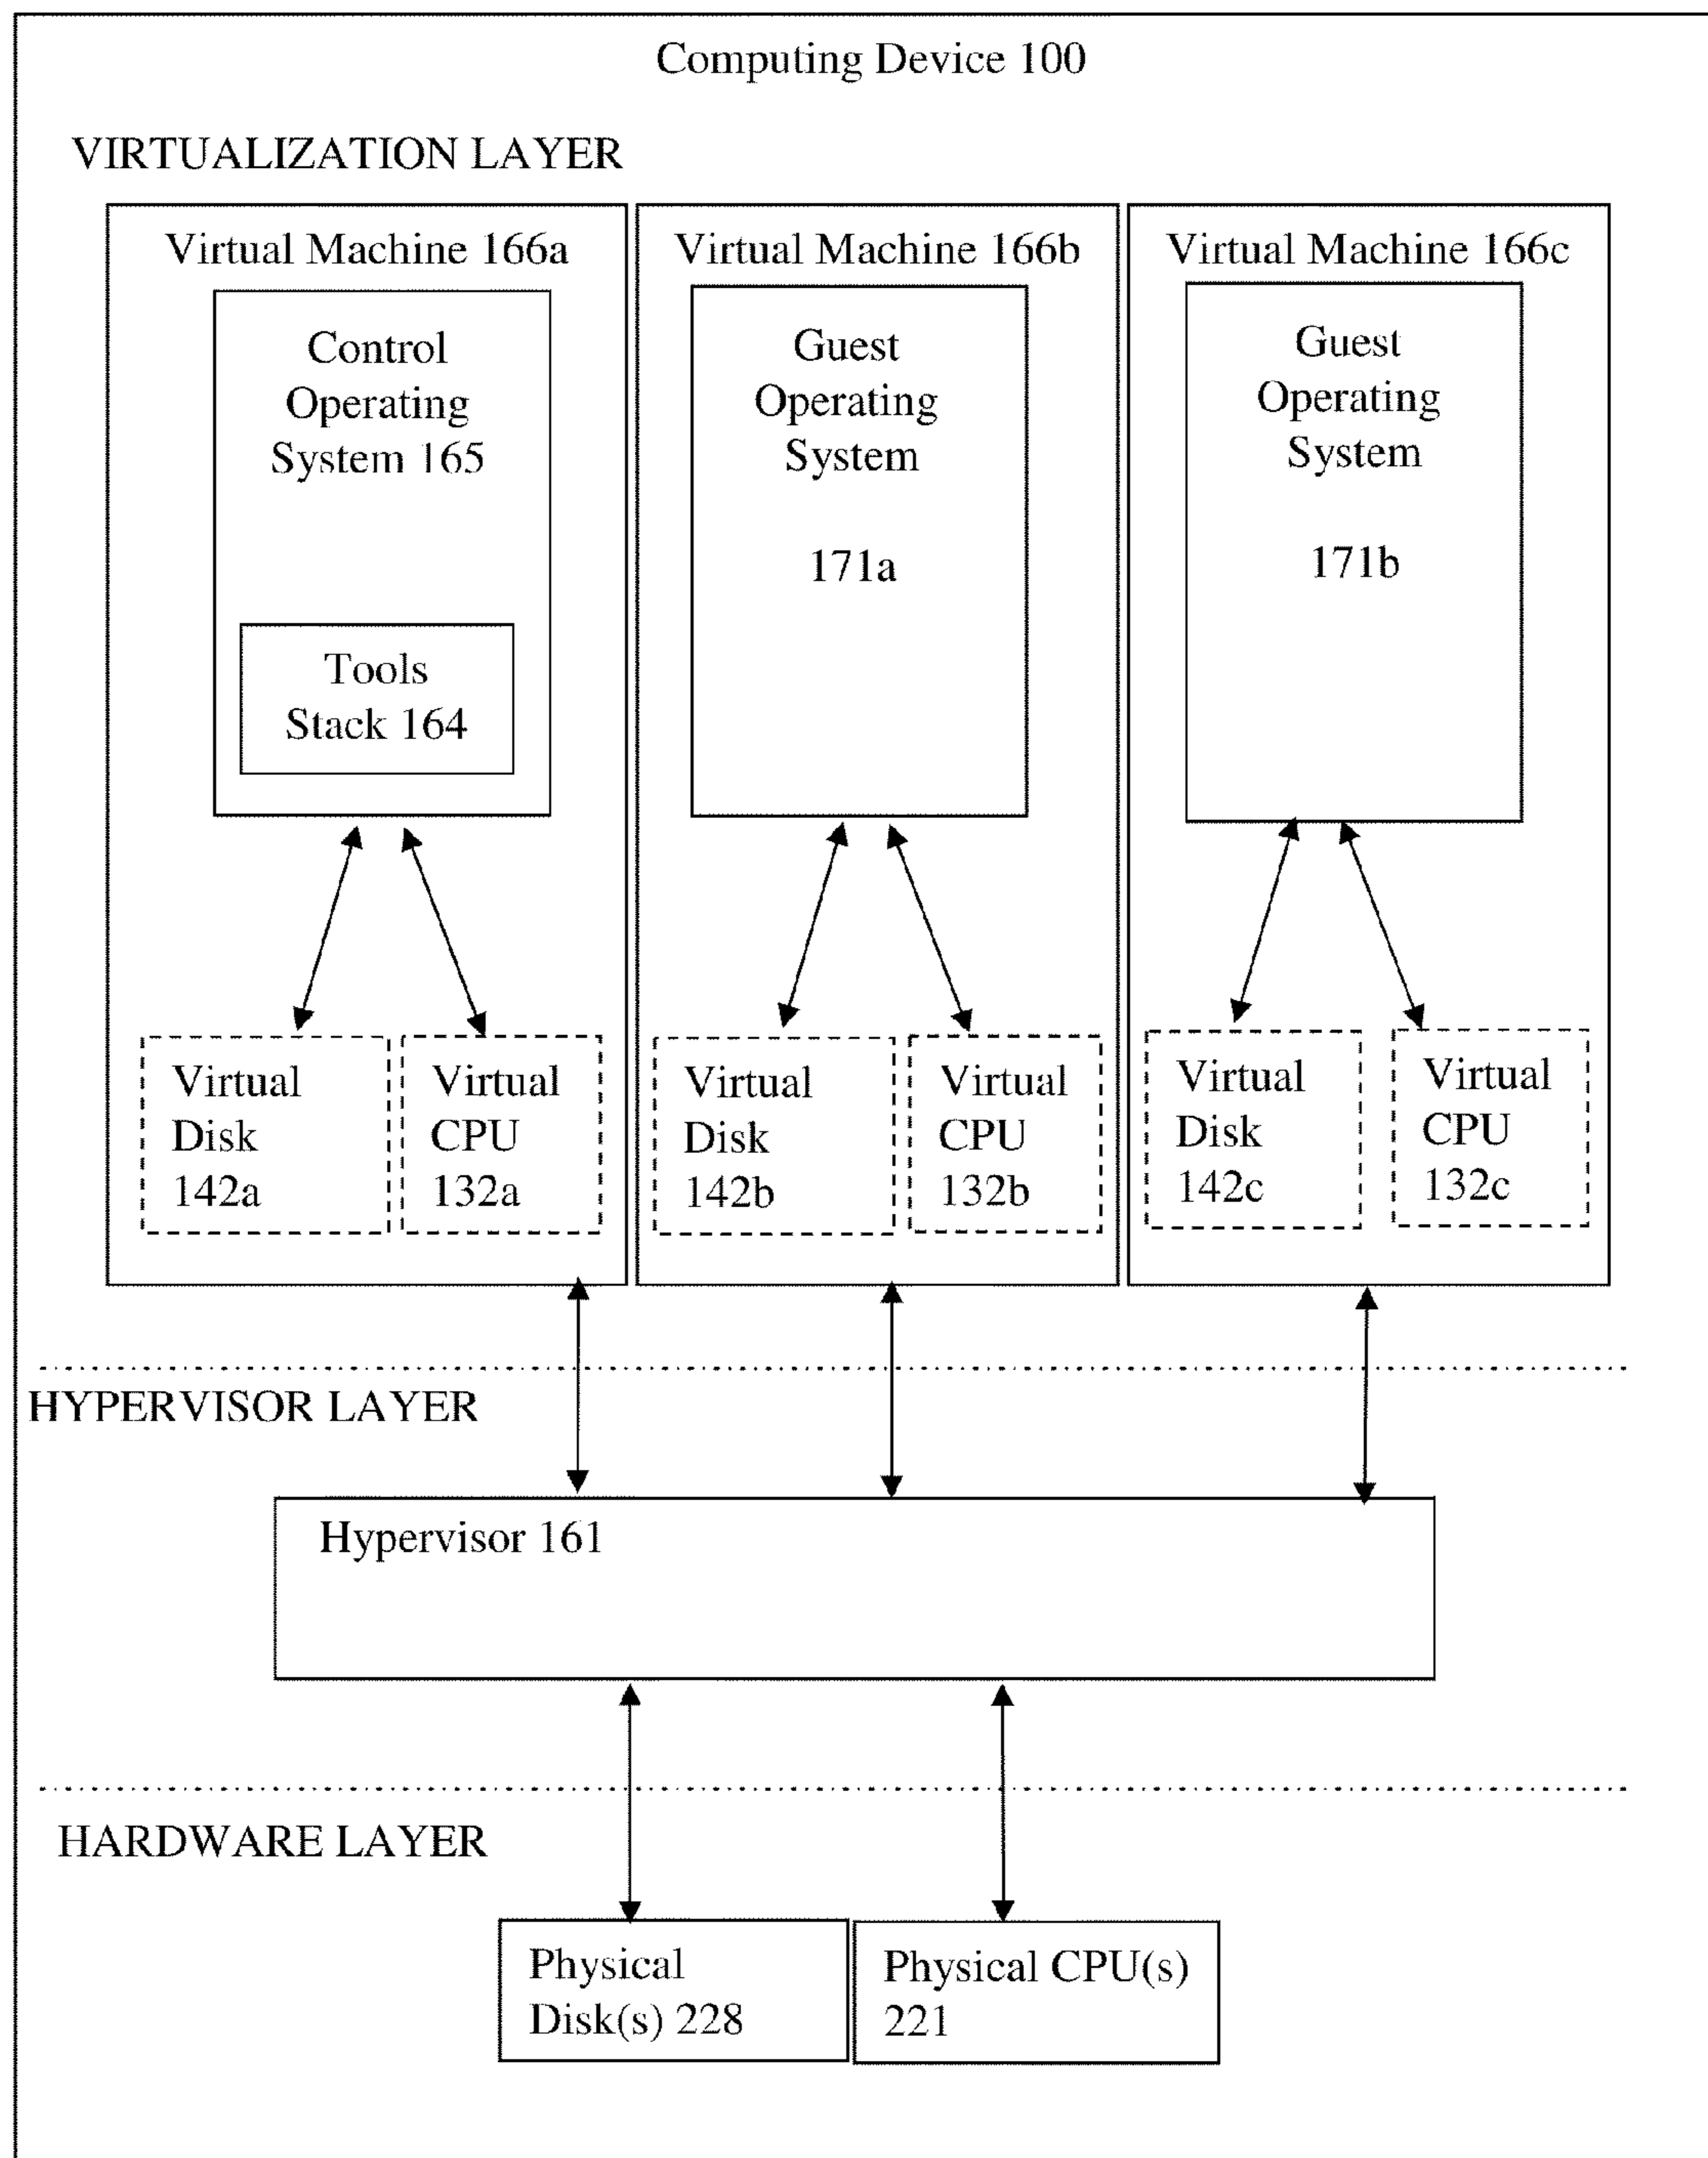 Computing Device 100
VIRTUALIZATION LAYER
Virtual Machine 166a
Control
Operating
System 165
Tools
Stack 164
Virtual
Disk
142a
Virtual
CPU
132a
Virtual Machine 166b
Guest
Operating
System
171a
Virtual
Disk
142b
Virtual
CPU
132b
Virtual Machine 166c
Guest
Operating
System
171b
Virtual
Disk
142c
Virtual
CPU
132c
HYPERVISOR LAYER
Hypervisor 161
HARDWARE LAYER
Physical
Disk(s) 228
Physical CPU(s)
221